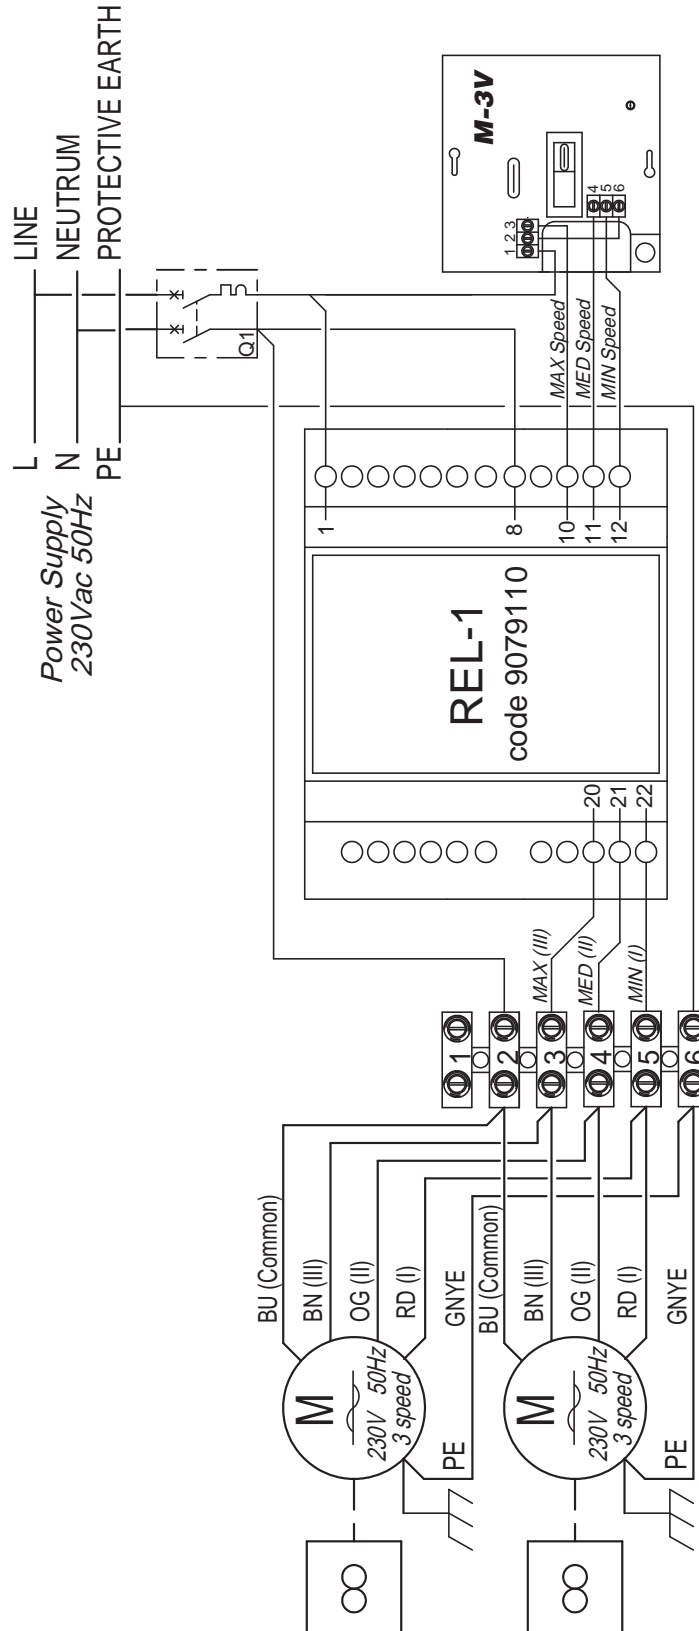 Power Supply
230Vac 50Hz
L
LINE
N
NEUTRUM
PE
PROTECTIVE EARTH
Q1
M-3V
1 2 3
4
5
6
MAX Speed
MED Speed
MIN Speed
1
8
10
11
12
REL-1
code 9079110
20
21
22
MAX (III)
MED (II)
MIN (I)
1
2
3
4
5
6
BU (Common)
BN (III)
OG (II)
RD (I)
GNYE
PE
M
230V 50Hz
3 speed
BU (Common)
BN (III)
OG (II)
RD (I)
GNYE
PE
M
230V 50Hz
3 speed